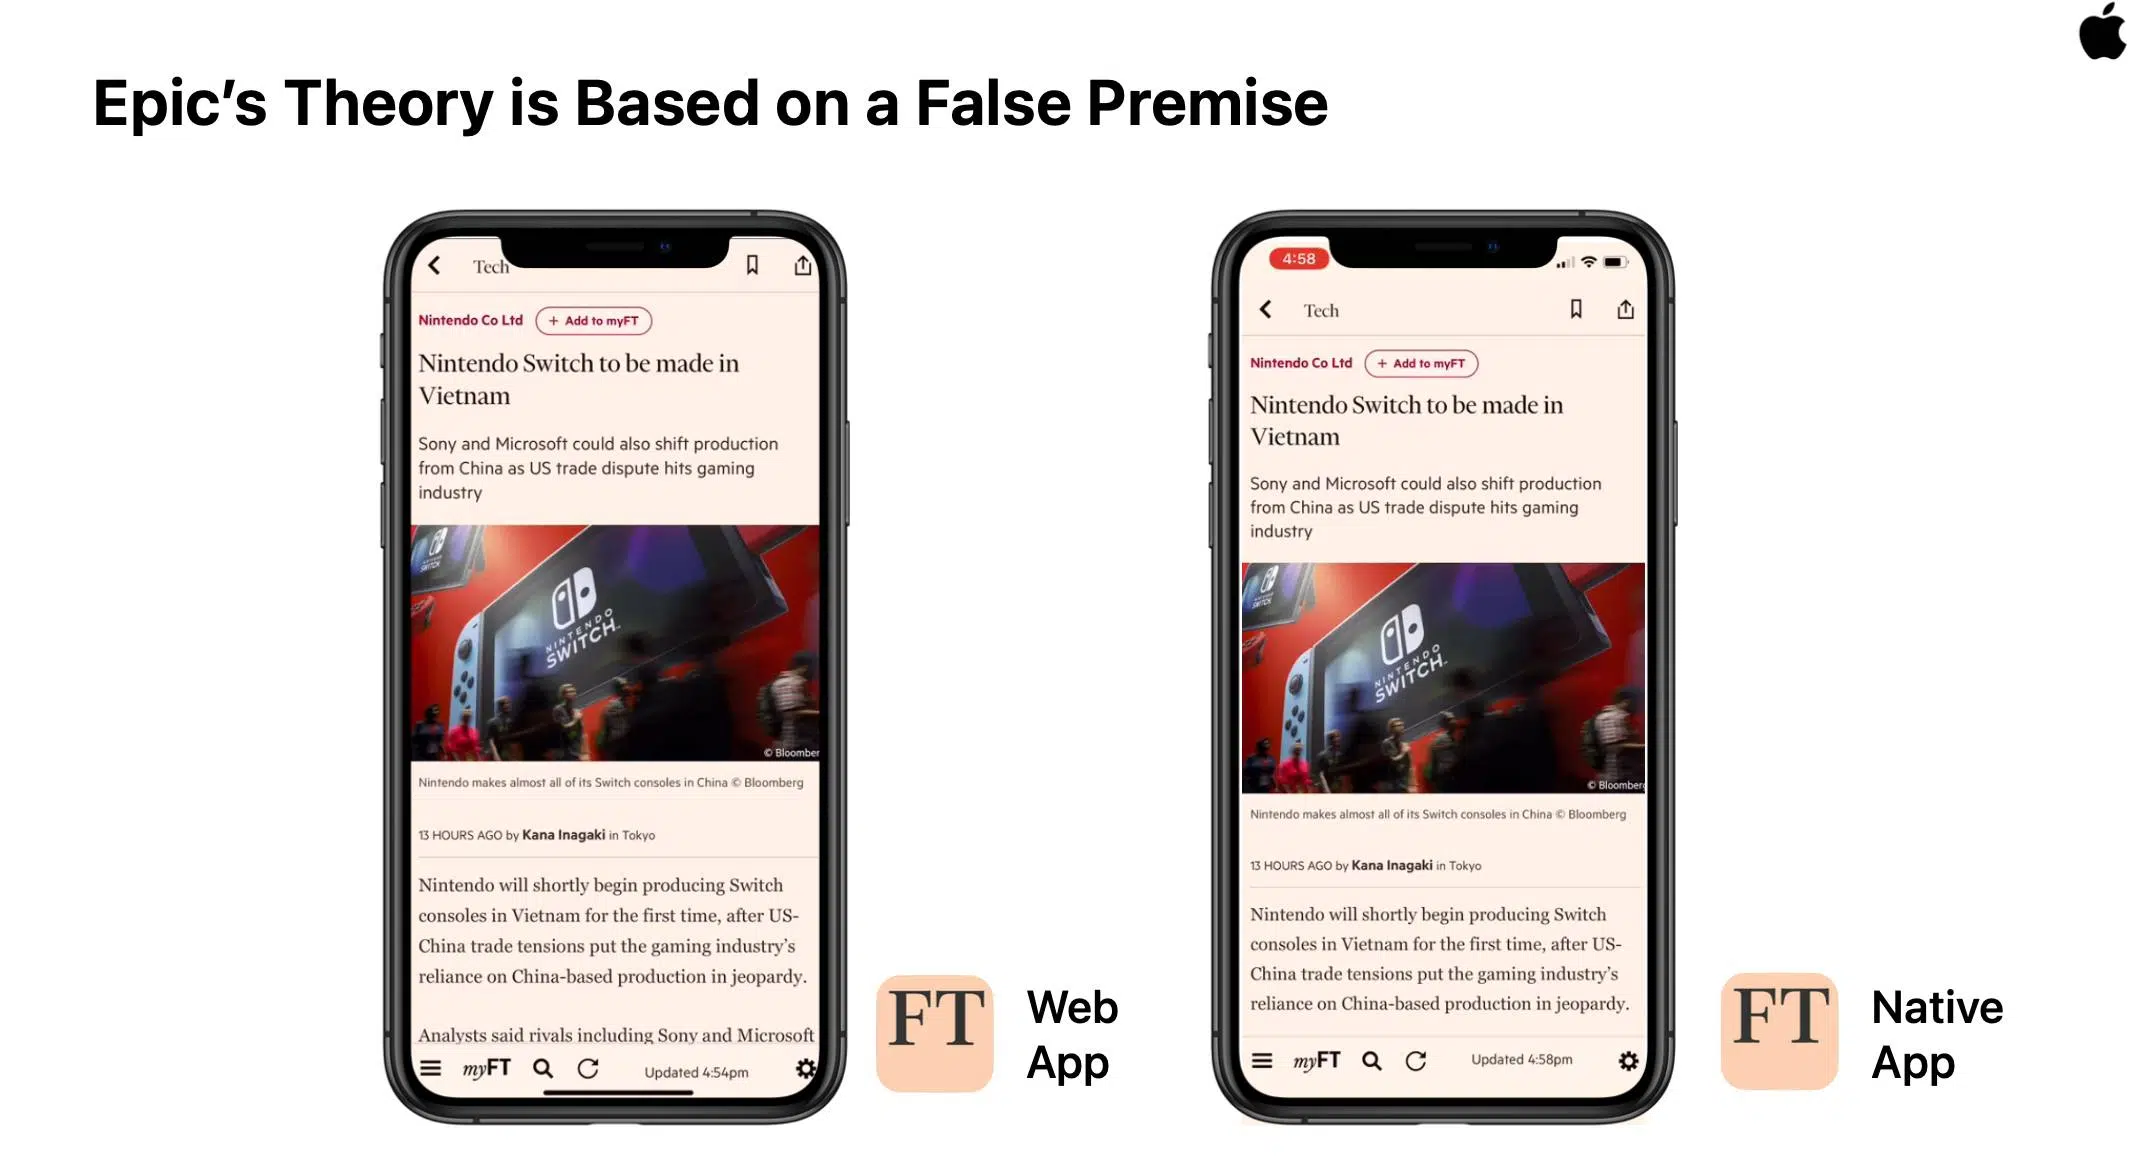 Epic’s Theory is Based on a False Premise
Tech
Nintendo Co Ltd
+ Add to myFT
Nintendo Switch to be made in
Vietnam
Sony and Microsoft could also shift production
from China as US trade dispute hits gaming
industry
NINTENDO
SWITCH
NINTENDO
SWITCH™
© Bloomber
Nintendo makes almost all of its Switch consoles in China © Bloomberg
13 HOURS AGO by Kana Inagaki in Tokyo
Nintendo will shortly begin producing Switch
consoles in Vietnam for the first time, after US-
China trade tensions put the gaming industry’s
reliance on China-based production in jeopardy.
Analysts said rivals including Sony and Microsoft
myFT
Updated 4:54pm
FT
Web
App
4:58
Tech
Nintendo Co Ltd
+ Add to myFT
Nintendo Switch to be made in
Vietnam
Sony and Microsoft could also shift production
from China as US trade dispute hits gaming
industry
NINTENDO
SWITCH
NINTENDO
SWITCH™
© Bloomberg
Nintendo makes almost all of its Switch consoles in China © Bloomberg
13 HOURS AGO by Kana Inagaki in Tokyo
Nintendo will shortly begin producing Switch
consoles in Vietnam for the first time, after US-
China trade tensions put the gaming industry’s
reliance on China-based production in jeopardy.
myFT
Updated 4:58pm
FT
Native
App